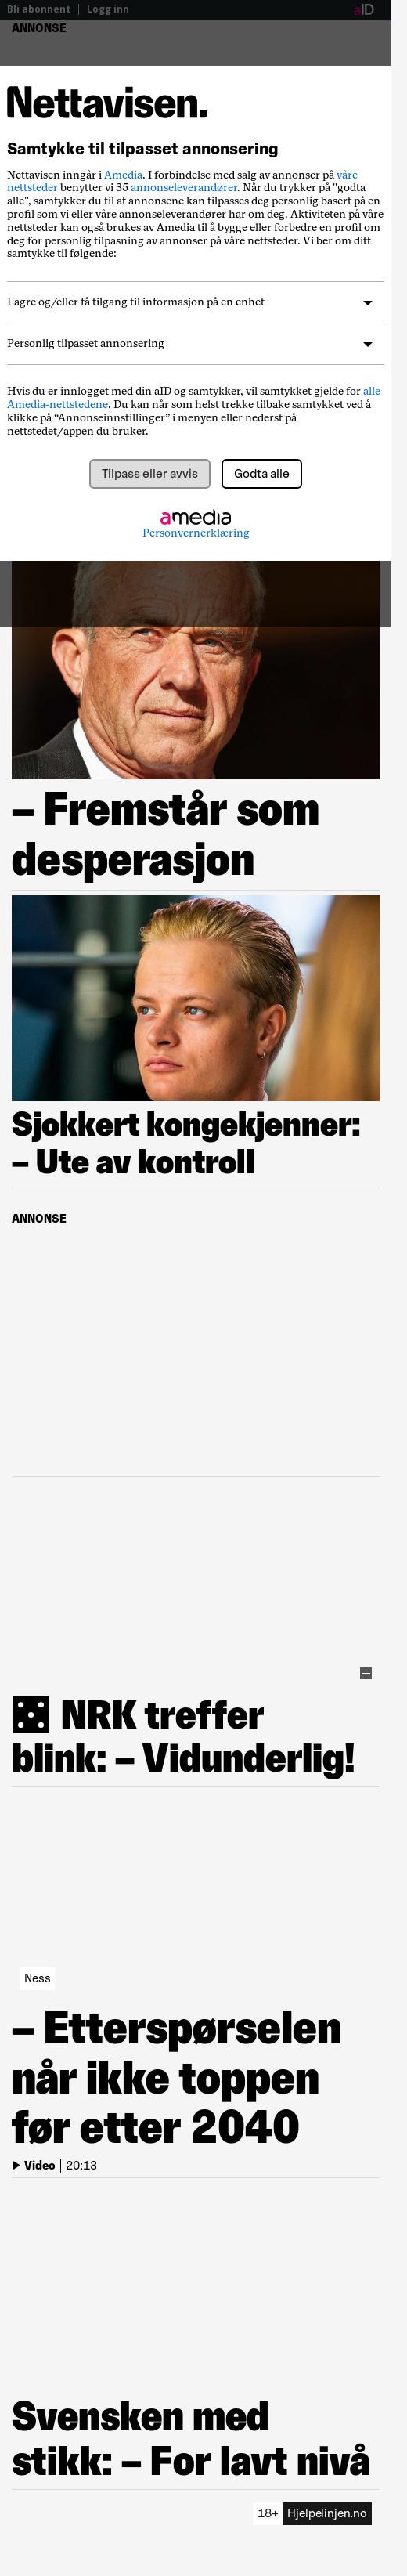 Bli abonnent | Logg inn
aID
ANNONSE
Nettavisen.
Samtykke til tilpasset annonsering
Nettavisen inngår i Amedia. I forbindelse med salg av annonser på våre
nettsteder benytter vi 35 annonseleverandører. Når du trykker på "godta
alle", samtykker du til at annonsene kan tilpasses deg personlig basert på en
profil som vi eller våre annonseleverandører har om deg. Aktiviteten på våre
nettsteder kan også brukes av Amedia til å bygge eller forbedre en profil om
deg for personlig tilpasning av annonser på våre nettsteder. Vi ber om ditt
samtykke til følgende:
Lagre og/eller få tilgang til informasjon på en enhet
Personlig tilpasset annonsering
Hvis du er innlogget med din aID og samtykker, vil samtykket gjelde for alle
Amedia-nettstedene. Du kan når som helst trekke tilbake samtykket ved å
klikke på “Annonseinnstillinger” i menyen eller nederst på
nettstedet/appen du bruker.
Tilpass eller avvis
Godta alle
amedia
Personvernerklæring
– Fremstår som
desperasjon
Sjokkert kongekjenner:
– Ute av kontroll
ANNONSE
NRK treffer
blink: – Vidunderlig!
Ness
– Etterspørselen
når ikke toppen
før etter 2040
Video | 20:13
Svensken med
stikk: – For lavt nivå
18+ Hjelpelinjen.no